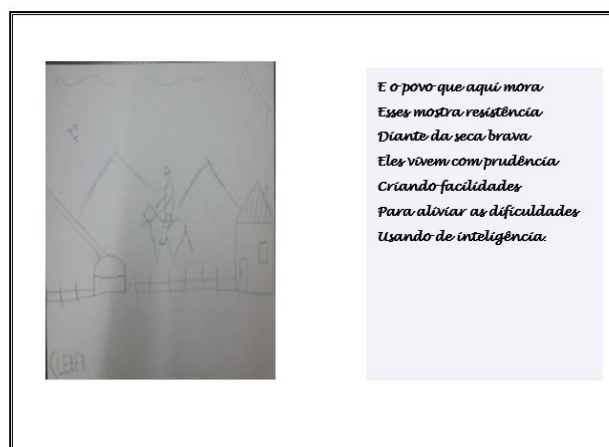 E o povo que aqui mora
Esses mostra resistência
Diante da seca brava
Eles vivem com prudência
Criando facilidades
Para aliviar as dificuldades
Usando de inteligência.
CLEBER